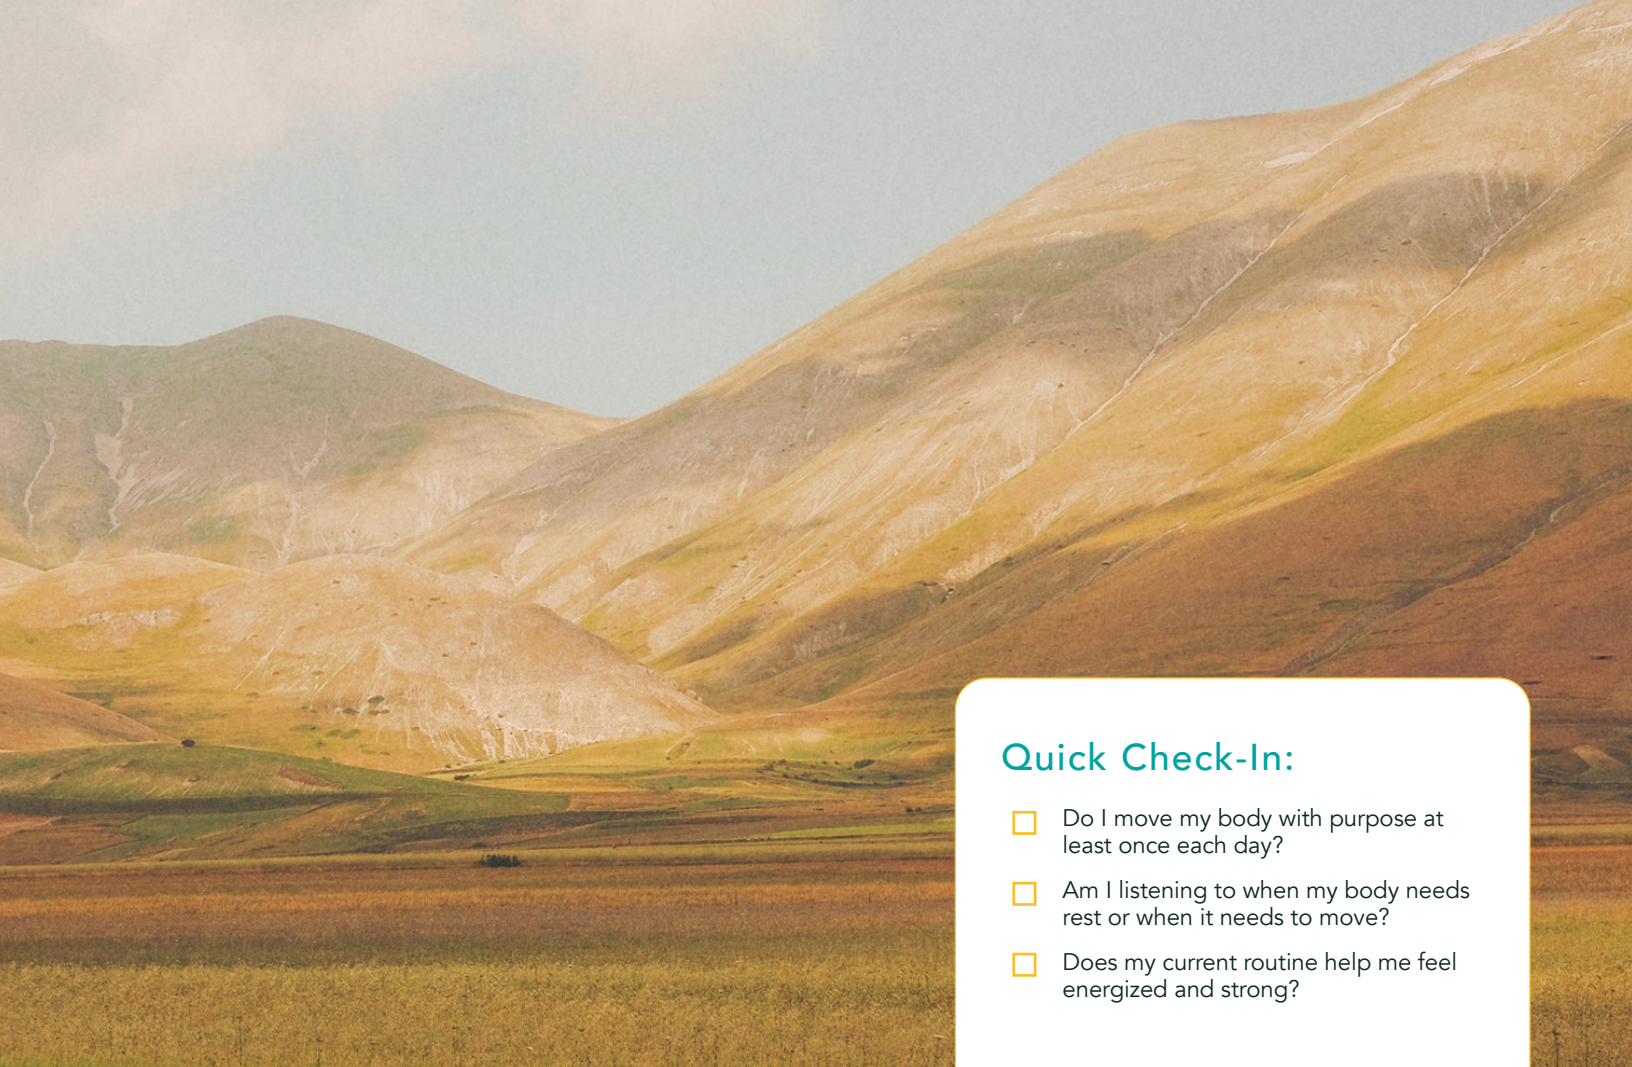 Quick Check-In:
Do I move my body with purpose at
least once each day?
Am I listening to when my body needs
rest or when it needs to move?
Does my current routine help me feel
energized and strong?